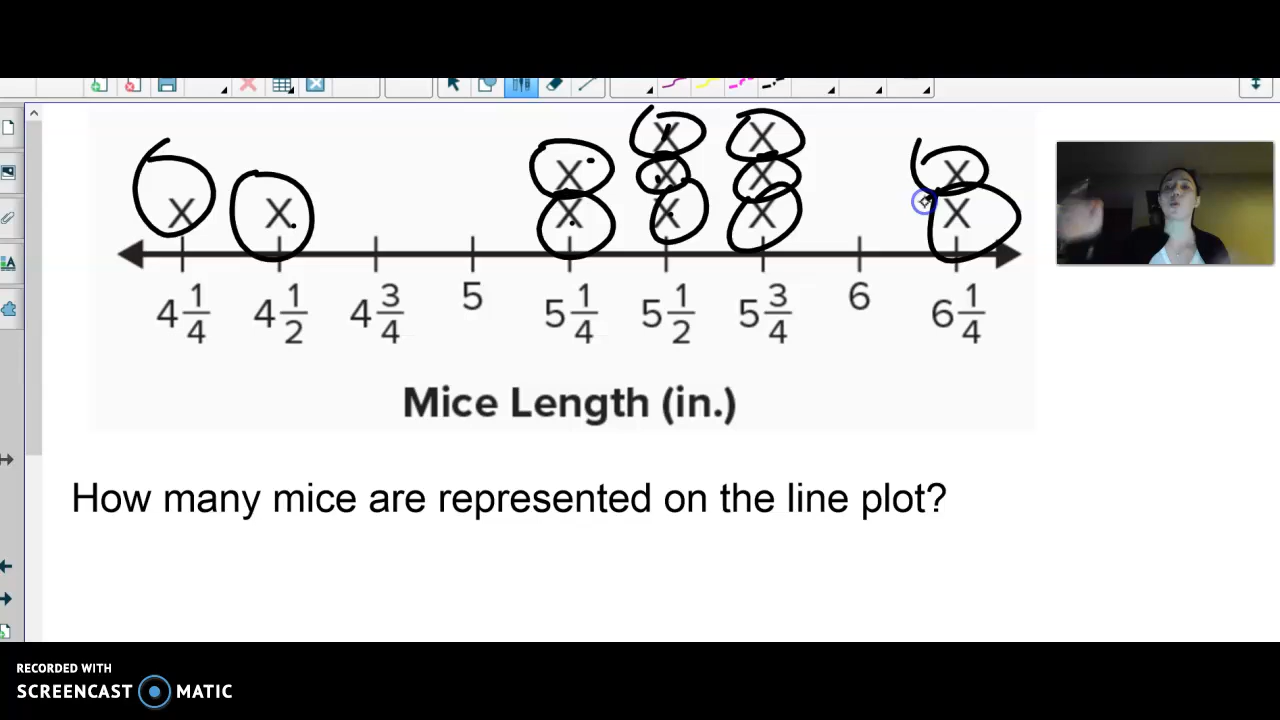 X X
X X X X
X X X X X X
4 1/4 4 1/2 4 3/4 5 5 1/4 5 1/2 5 3/4 6 6 1/4
Mice Length (in.)
How many mice are represented on the line plot?
RECORDED WITH
SCREENCAST MATIC